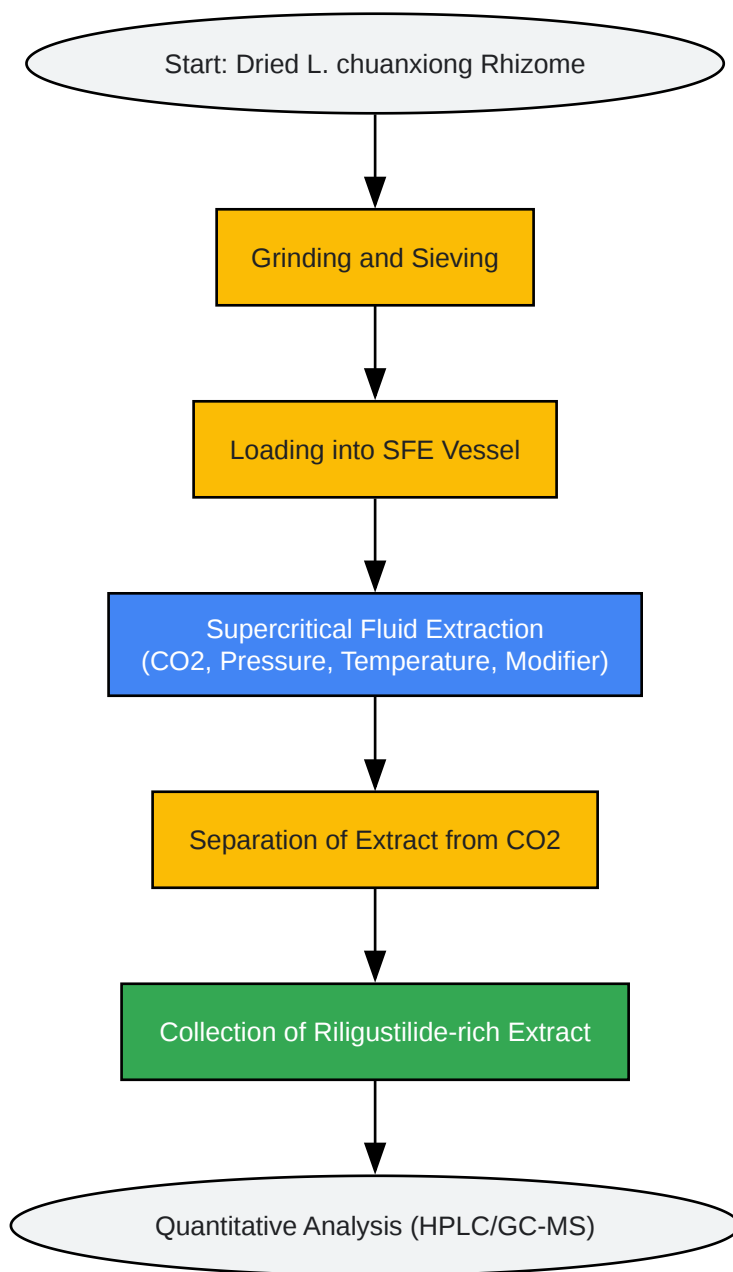 Start: Dried L. chuanxiong Rhizome
Grinding and Sieving
Loading into SFE Vessel
Supercritical Fluid Extraction
(CO2, Pressure, Temperature, Modifier)
Separation of Extract from CO2
Collection of Riligustilide-rich Extract
Quantitative Analysis (HPLC/GC-MS)